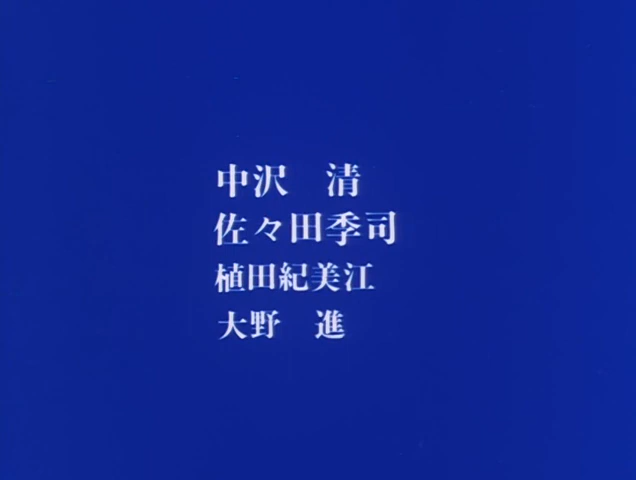 中沢　清
佐々田季司
植田紀美江
大野　進